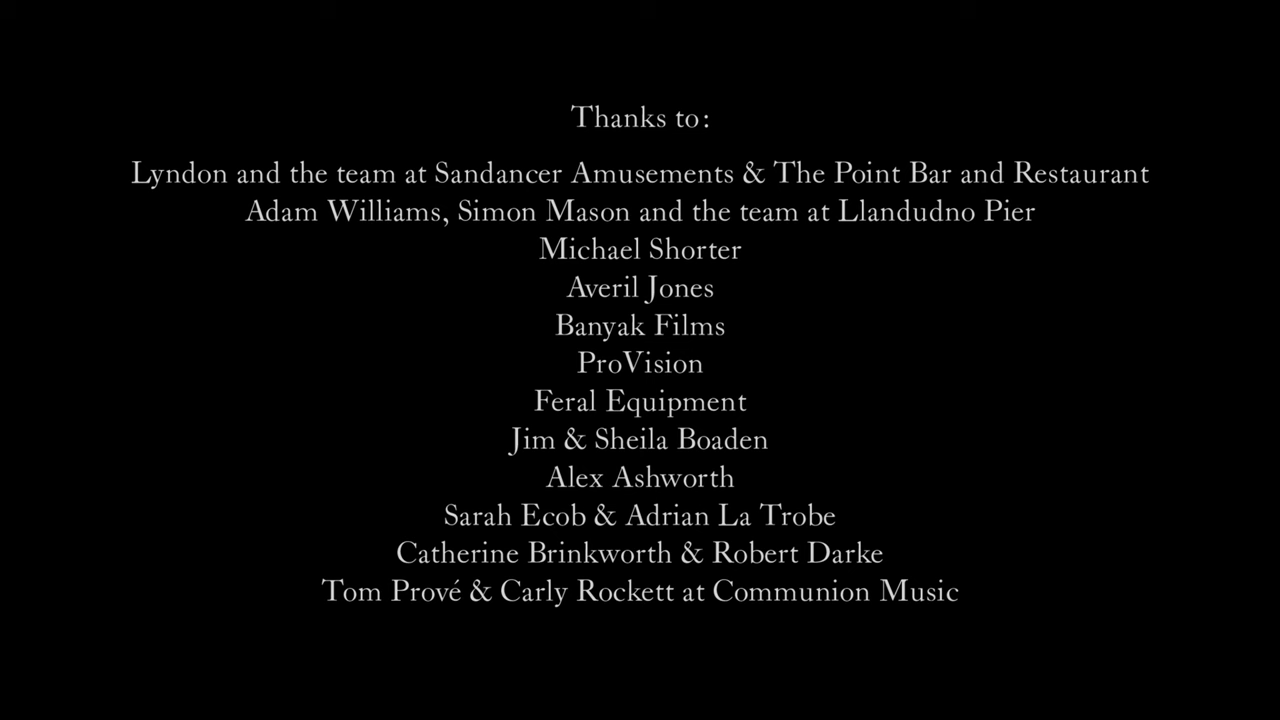 Thanks to:
Lyndon and the team at Sandancer Amusements & The Point Bar and Restaurant
Adam Williams, Simon Mason and the team at Llandudno Pier
Michael Shorter
Averil Jones
Banyak Films
ProVision
Feral Equipment
Jim & Sheila Boaden
Alex Ashworth
Sarah Ecob & Adrian La Trobe
Catherine Brinkworth & Robert Darke
Tom Prové & Carly Rockett at Communion Music